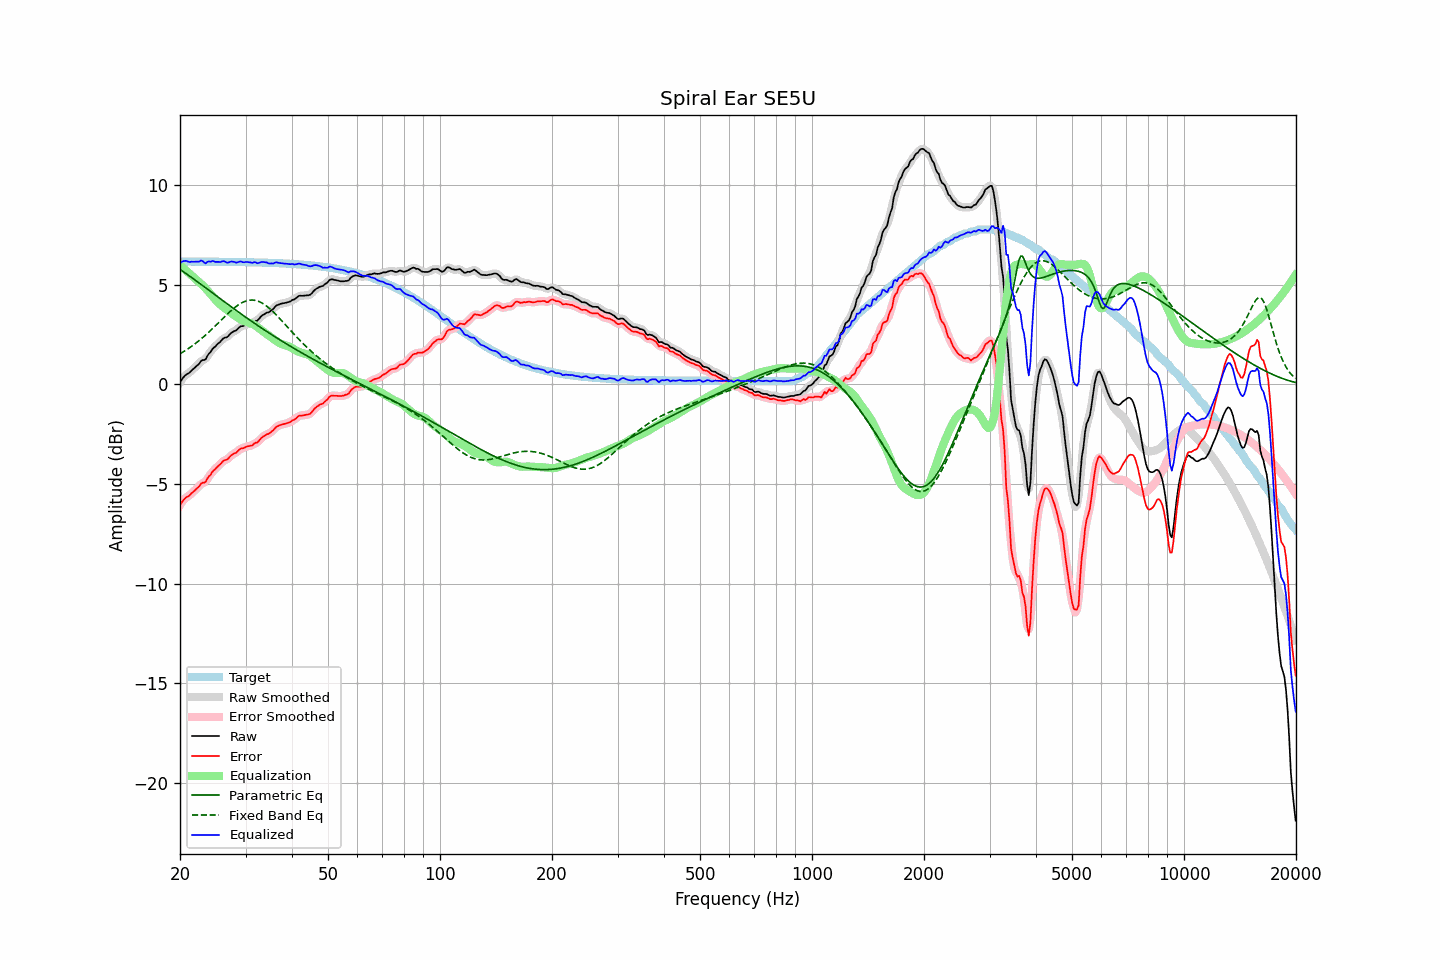 Spiral Ear SE5U
Amplitude (dBr)
10
5
0
−5
−10
−15
−20
Target
Raw Smoothed
Error Smoothed
Raw
Error
Equalization
Parametric Eq
Fixed Band Eq
Equalized
20 50 100 200 500 1000 2000 5000 10000 20000
Frequency (Hz)